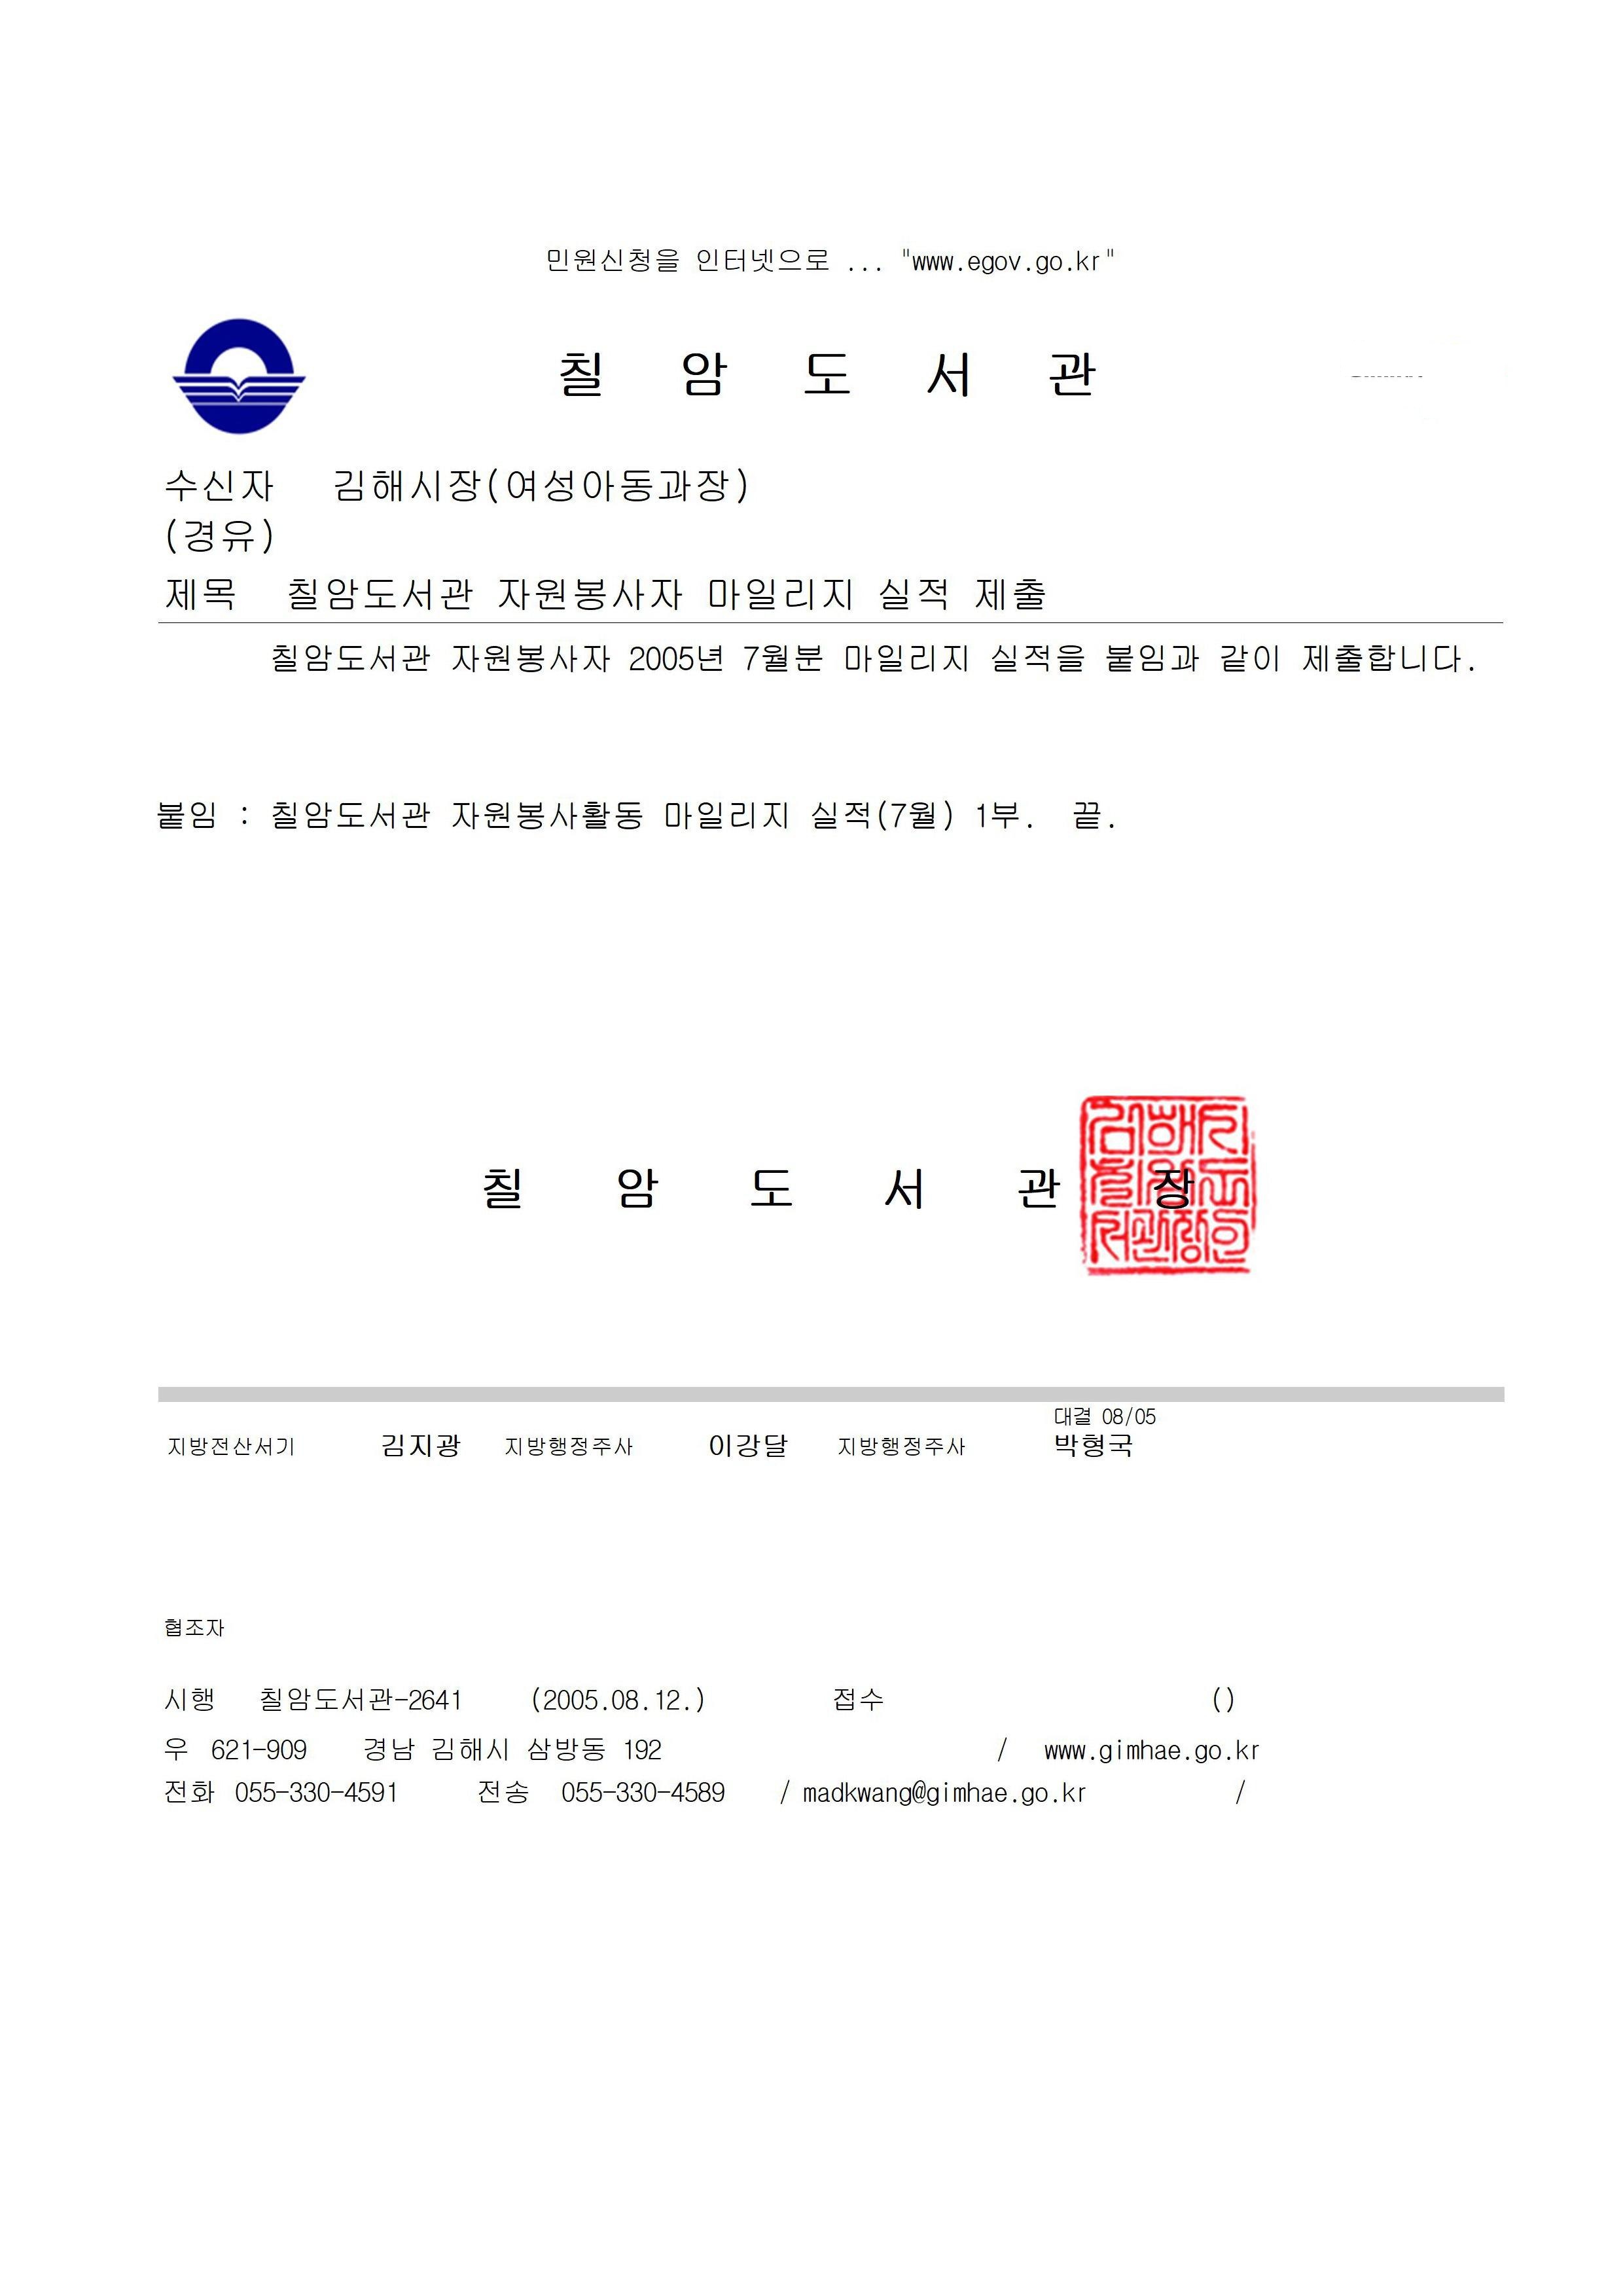 민원신청을 인터넷으로 ... "www.egov.go.kr"
칠 암 도 서 관
수신자 김해시장(여성아동과장)
(경유)
제목 칠암도서관 자원봉사자 마일리지 실적 제출
칠암도서관 자원봉사자 2005년 7월분 마일리지 실적을 붙임과 같이 제출합니다.
붙임 : 칠암도서관 자원봉사활동 마일리지 실적(7월) 1부. 끝.
칠 암 도 서 관 장
대결 08/05
지방전산서기 김지광 지방행정주사 이강달 지방행정주사 박형국
협조자
시행 칠암도서관-2641 (2005.08.12.) 접수 ()
우 621-909 경남 김해시 삼방동 192 / www.gimhae.go.kr
전화 055-330-4591 전송 055-330-4589 / madkwang@gimhae.go.kr /